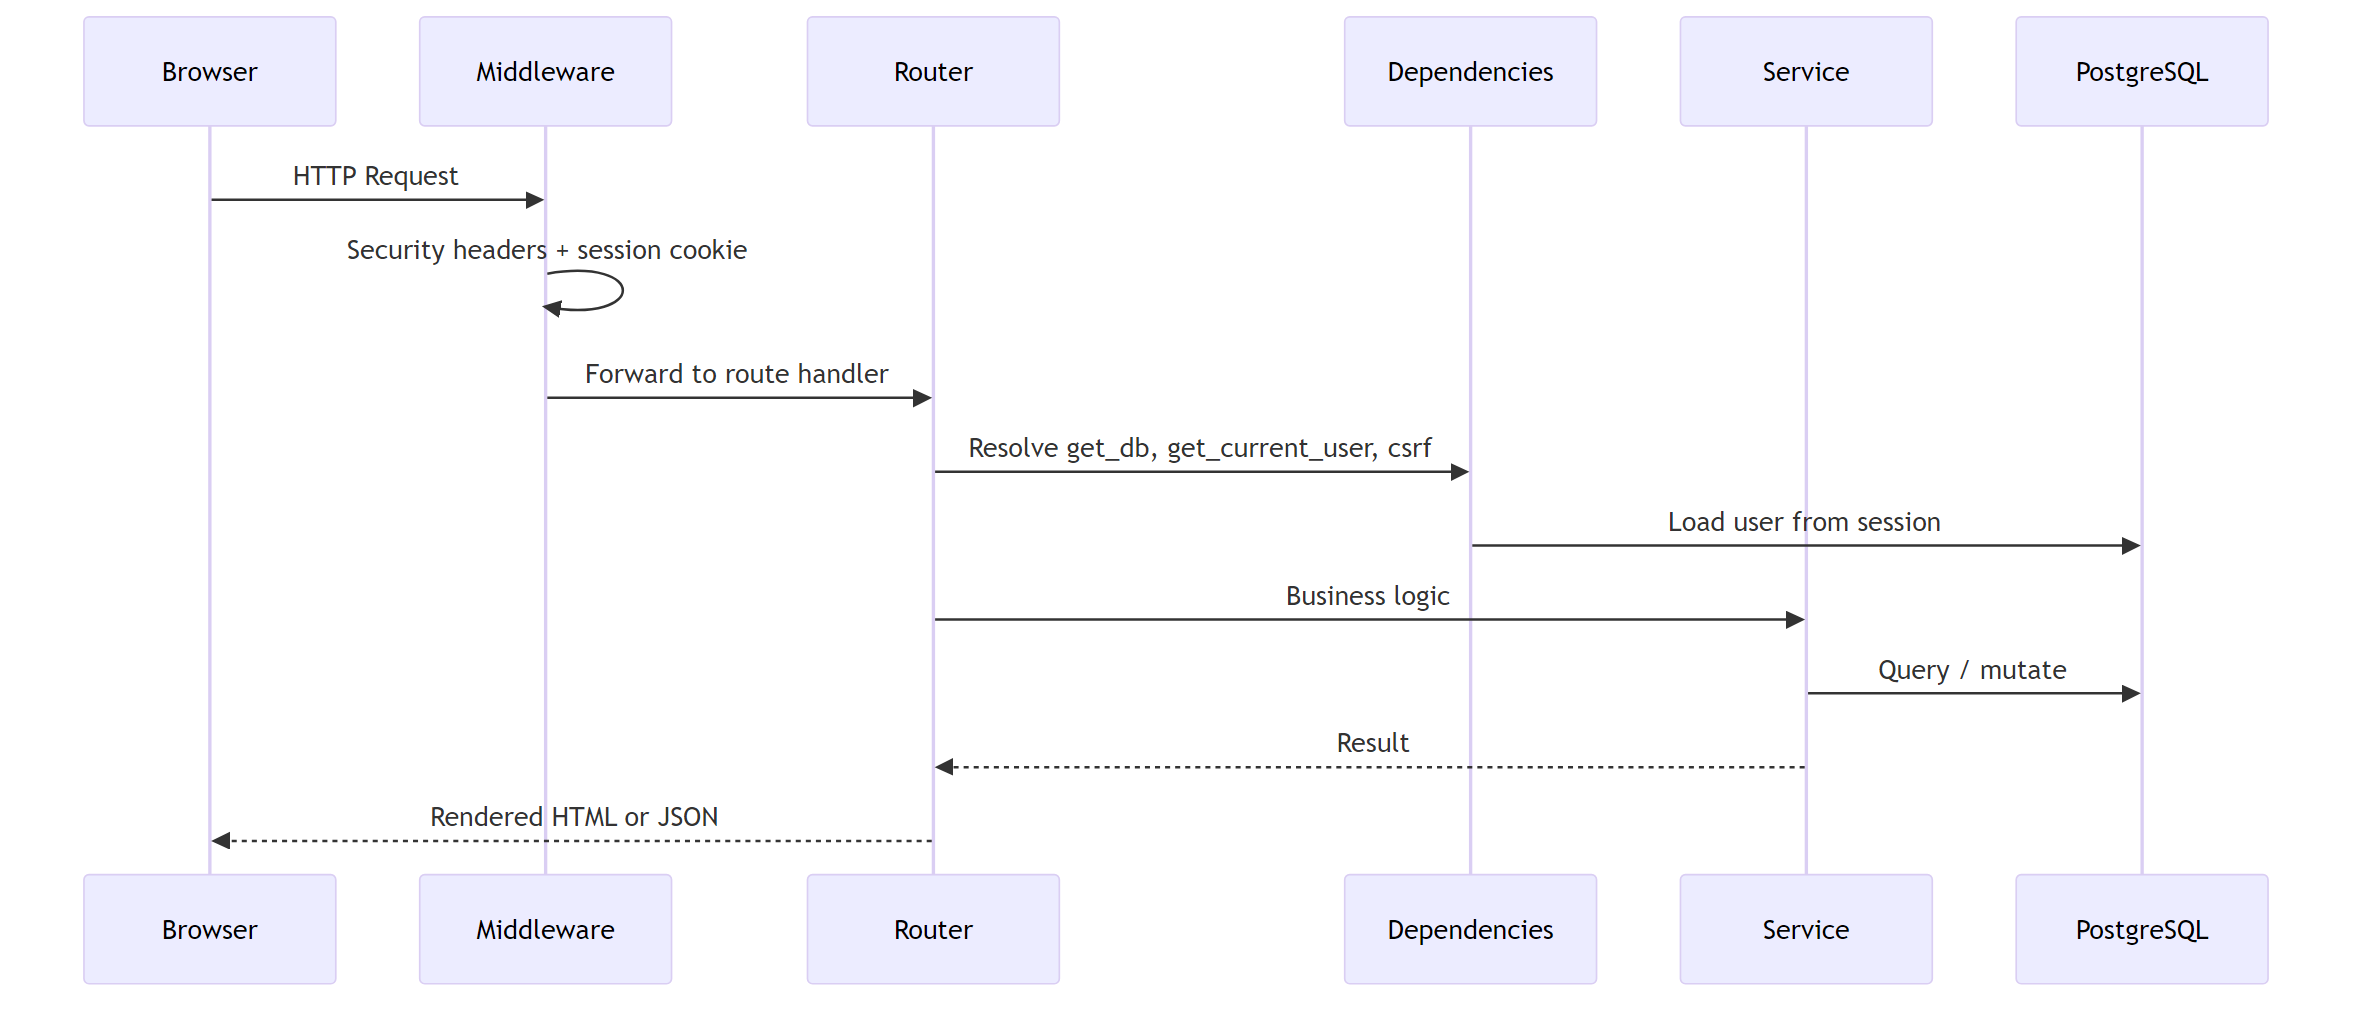 Browser
Middleware
Router
Dependencies
Service
PostgreSQL
HTTP Request
Security headers + session cookie
Forward to route handler
Resolve get_db, get_current_user, csrf
Load user from session
Business logic
Query / mutate
Result
Rendered HTML or JSON
Browser
Middleware
Router
Dependencies
Service
PostgreSQL